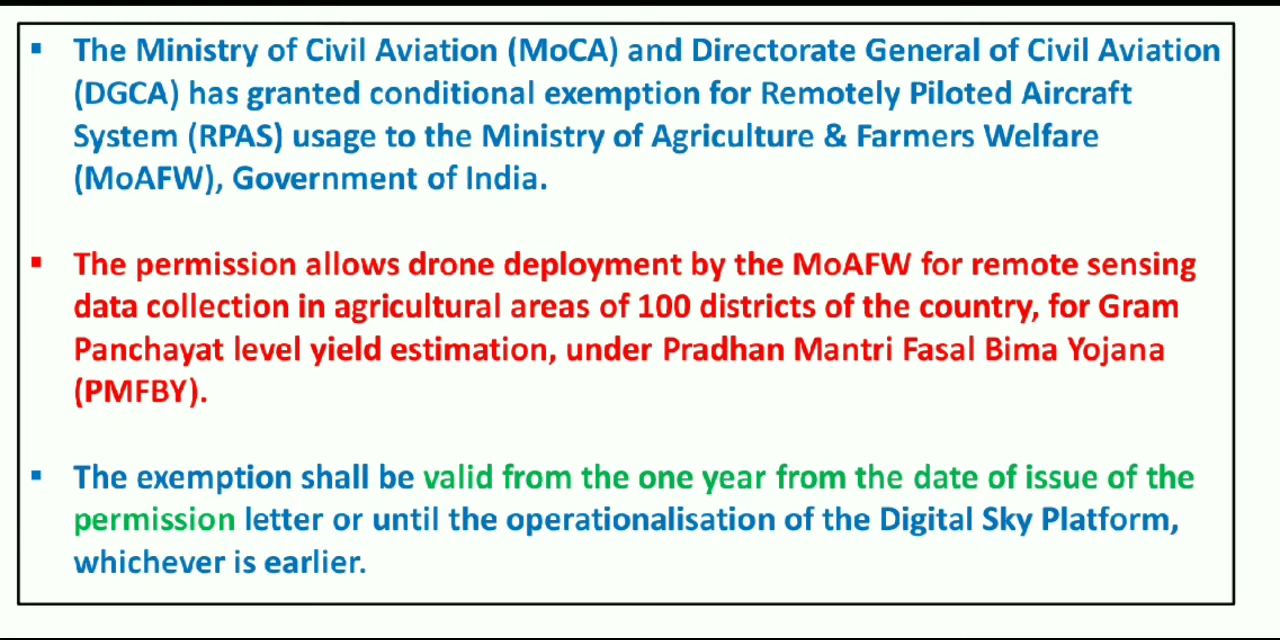 ▪ The Ministry of Civil Aviation (MoCA) and Directorate General of Civil Aviation
(DGCA) has granted conditional exemption for Remotely Piloted Aircraft
System (RPAS) usage to the Ministry of Agriculture & Farmers Welfare
(MoAFW), Government of India.
▪ The permission allows drone deployment by the MoAFW for remote sensing
data collection in agricultural areas of 100 districts of the country, for Gram
Panchayat level yield estimation, under Pradhan Mantri Fasal Bima Yojana
(PMFBY).
▪ The exemption shall be valid from the one year from the date of issue of the
permission letter or until the operationalisation of the Digital Sky Platform,
whichever is earlier.